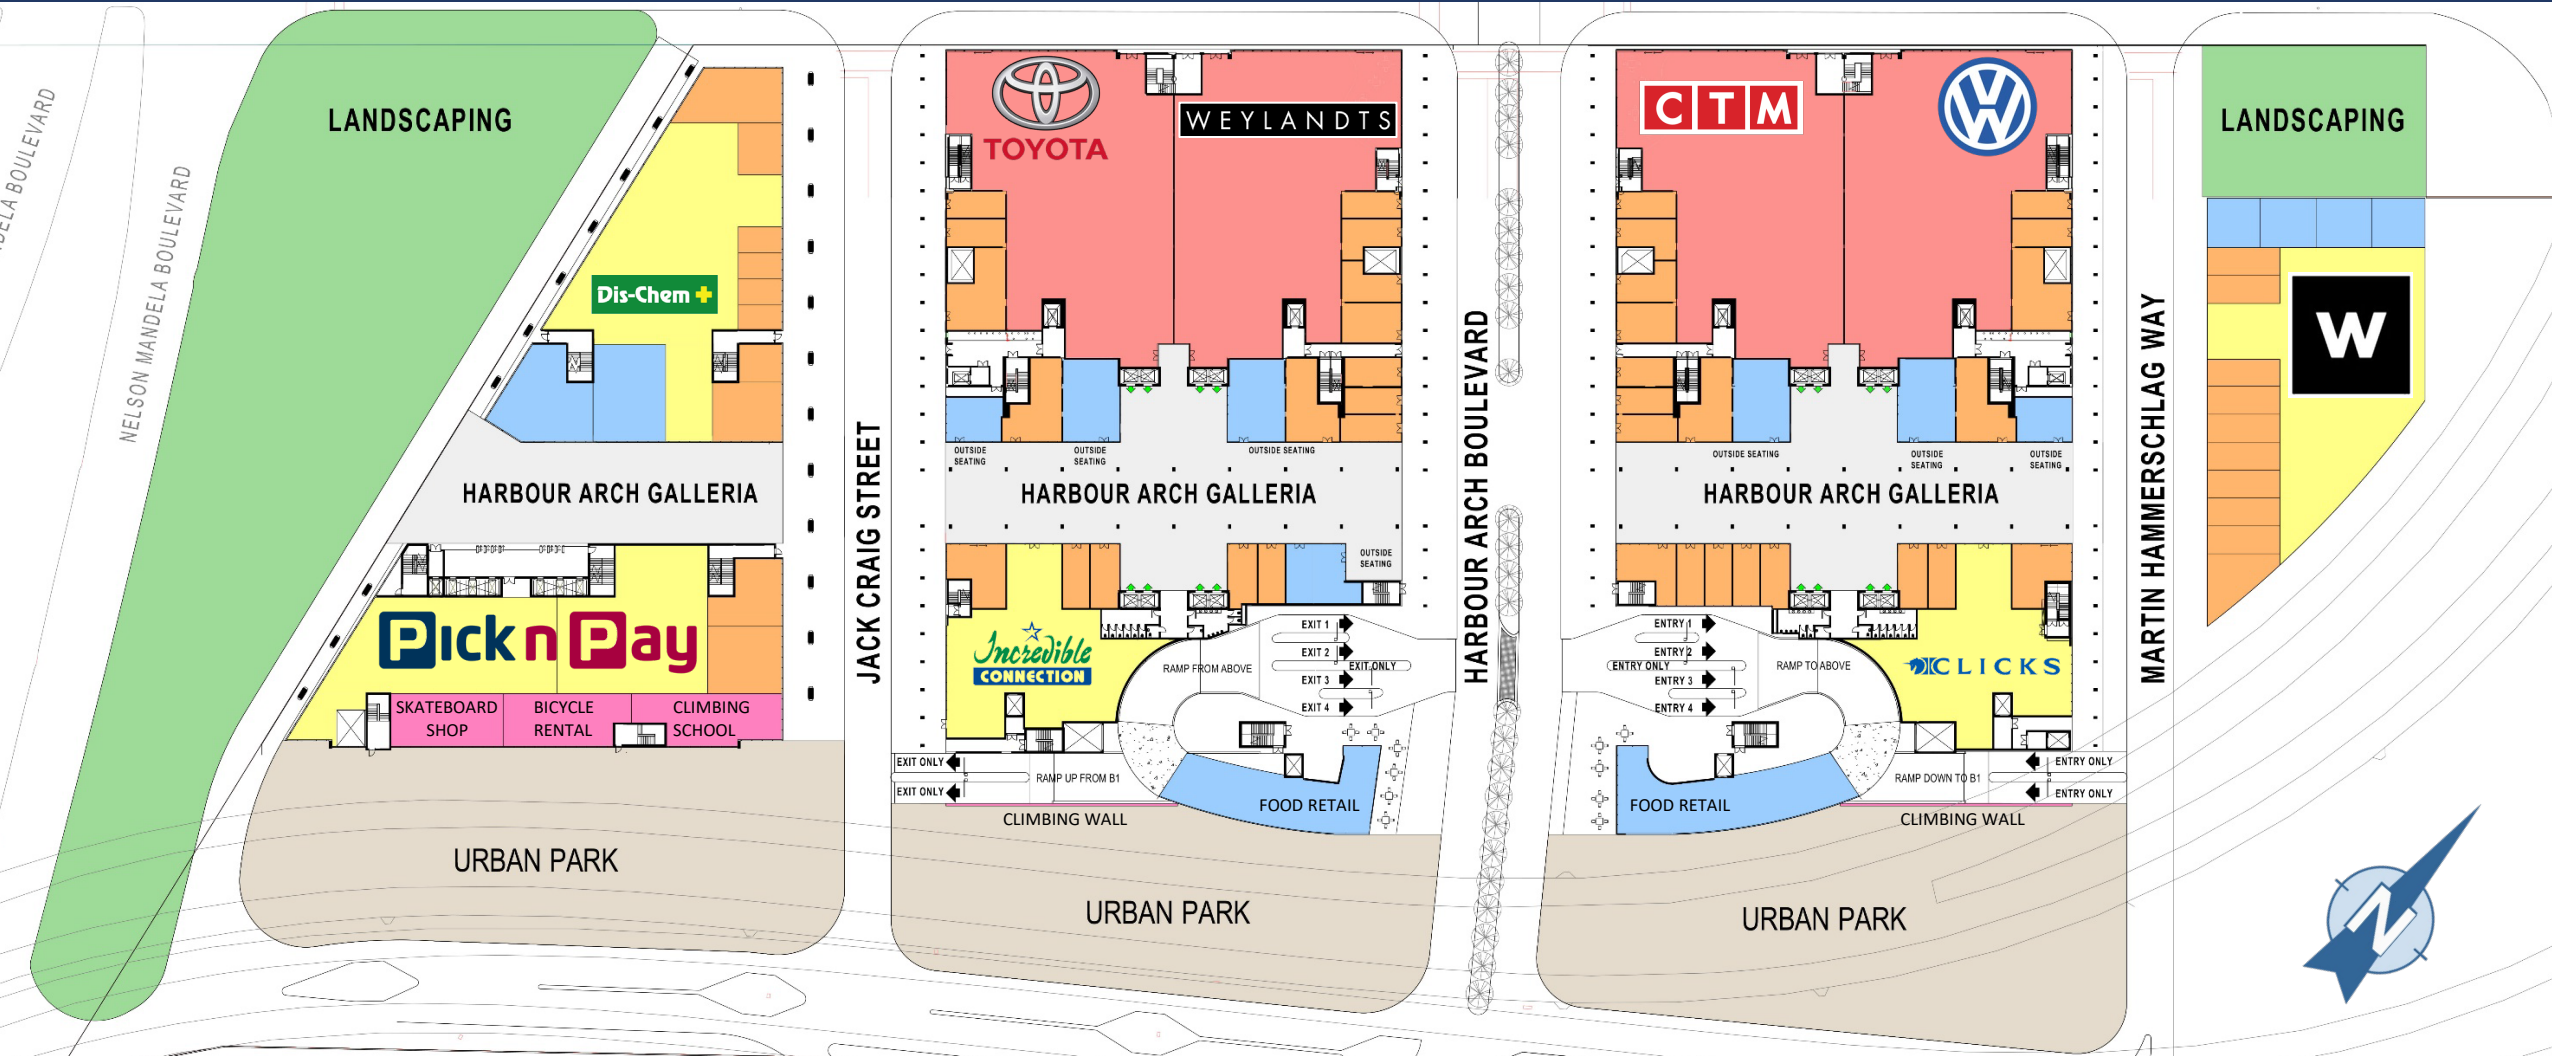 LANDSCAPING
NELSON MANDELA BOULEVARD
Dis-Chem
HARBOUR ARCH GALLERIA
Pick n Pay
SKATEBOARD
SHOP
BICYCLE
RENTAL
CLIMBING
SCHOOL
URBAN PARK
JACK CRAIG STREET
TOYOTA
WEYLANDTS
OUTSIDE
SEATING
OUTSIDE
SEATING
OUTSIDE SEATING
HARBOUR ARCH GALLERIA
OUTSIDE
SEATING
Incredible
CONNECTION
RAMP FROM ABOVE
EXIT 1
EXIT 2
EXIT ONLY
EXIT 3
EXIT 4
EXIT ONLY
EXIT ONLY
RAMP UP FROM B1
CLIMBING WALL
FOOD RETAIL
URBAN PARK
HARBOUR ARCH BOULEVARD
CTM
W
OUTSIDE SEATING
OUTSIDE
SEATING
OUTSIDE
SEATING
HARBOUR ARCH GALLERIA
ENTRY 1
ENTRY 2
ENTRY ONLY
ENTRY 3
ENTRY 4
RAMP TO ABOVE
CLICKS
ENTRY ONLY
ENTRY ONLY
RAMP DOWN TO B1
FOOD RETAIL
CLIMBING WALL
URBAN PARK
MARTIN HAMMERSCHLAG WAY
LANDSCAPING
W
N